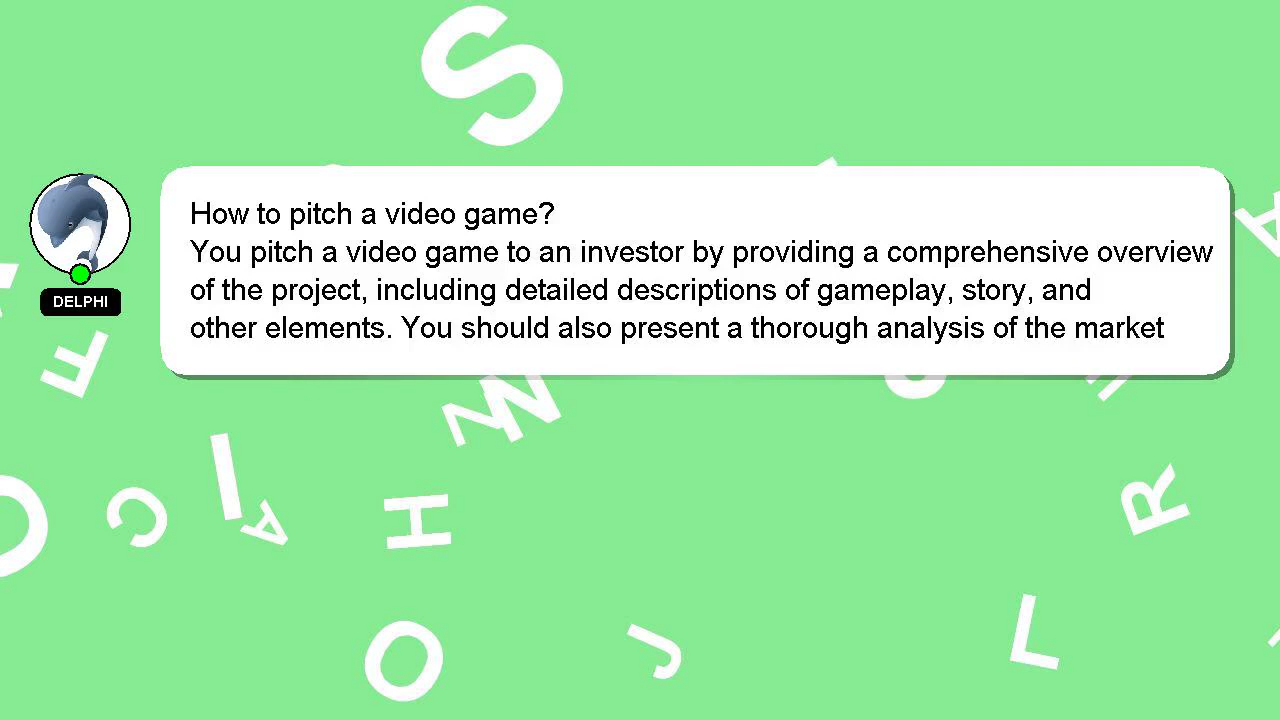 How to pitch a video game?
You pitch a video game to an investor by providing a comprehensive overview
of the project, including detailed descriptions of gameplay, story, and
other elements. You should also present a thorough analysis of the market
DELPHI
S
F
N
W
I
C
A
H
O
R
O
J
L
A